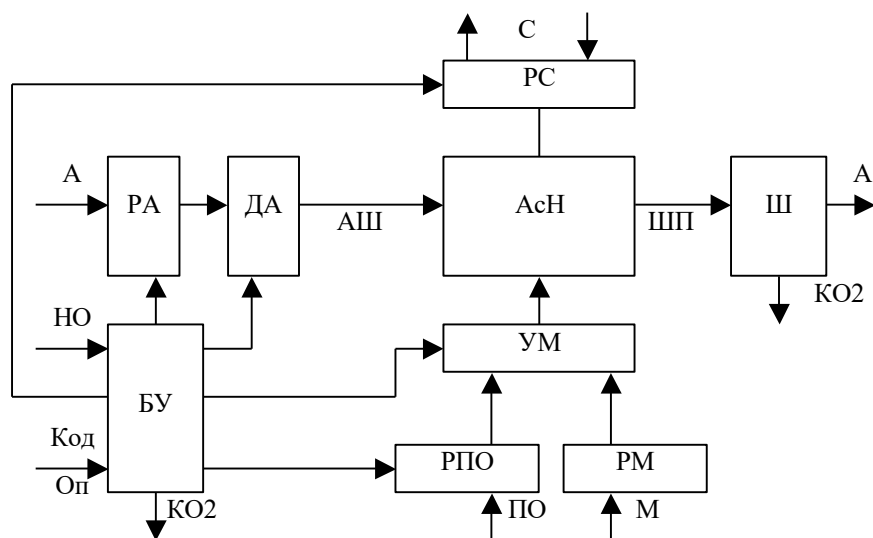 С
РС
А
РА
ДА
АШ
АсН
ШП
Ш
А
КО2
НО
УМ
БУ
Код
Оп
РПО
РМ
КО2
ПО
М